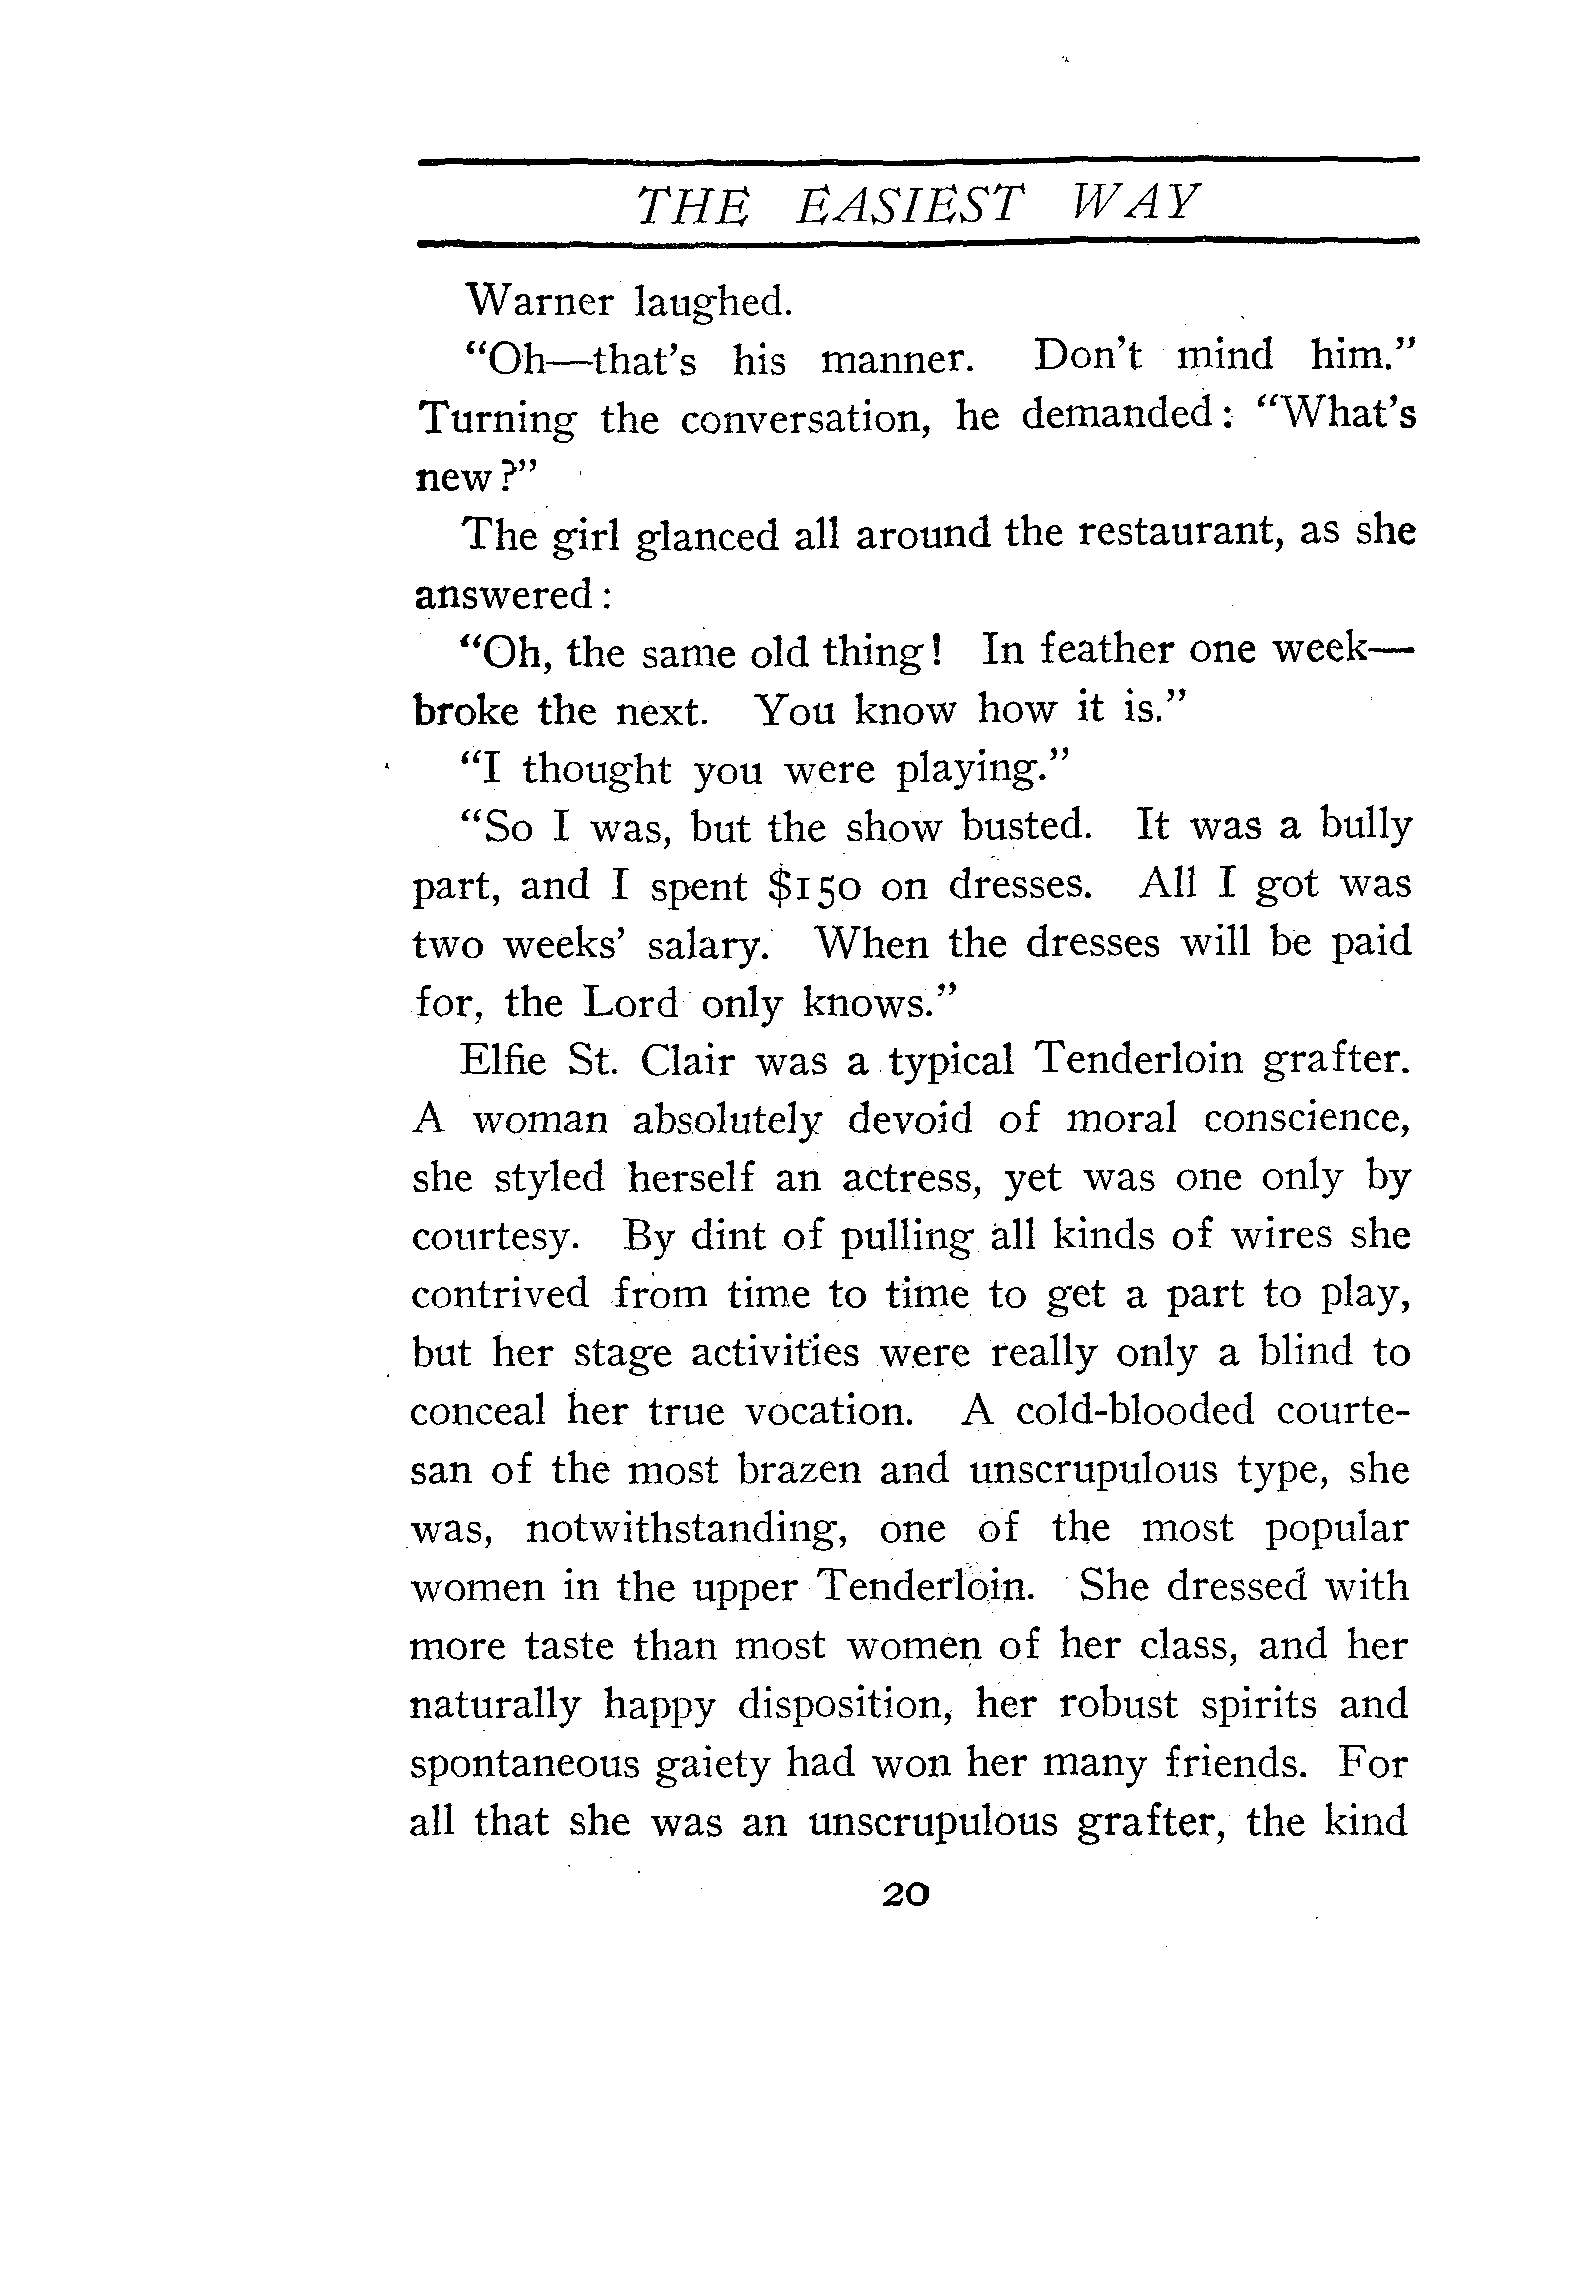 THE EASIEST WAY
Warner laughed.
"Oh—that's his manner. Don't mind him."
Turning the conversation, he demanded: "What's
new?"
The girl glanced all around the restaurant, as she
answered:
"Oh, the same old thing! In feather one week—
broke the next. You know how it is."
"I thought you were playing."
"So I was, but the show busted. It was a bully
part, and I spent $150 on dresses. All I got was
two weeks' salary. When the dresses will be paid
for, the Lord only knows."
Elfie St. Clair was a typical Tenderloin grafter.
A woman absolutely devoid of moral conscience,
she styled herself an actress, yet was one only by
courtesy. By dint of pulling all kinds of wires she
contrived from time to time to get a part to play,
but her stage activities were really only a blind to
conceal her true vocation. A cold-blooded courte-
san of the most brazen and unscrupulous type, she
was, notwithstanding, one of the most popular
women in the upper Tenderloin. She dressed with
more taste than most women of her class, and her
naturally happy disposition, her robust spirits and
spontaneous gaiety had won her many friends. For
all that she was an unscrupulous grafter, the kind
20